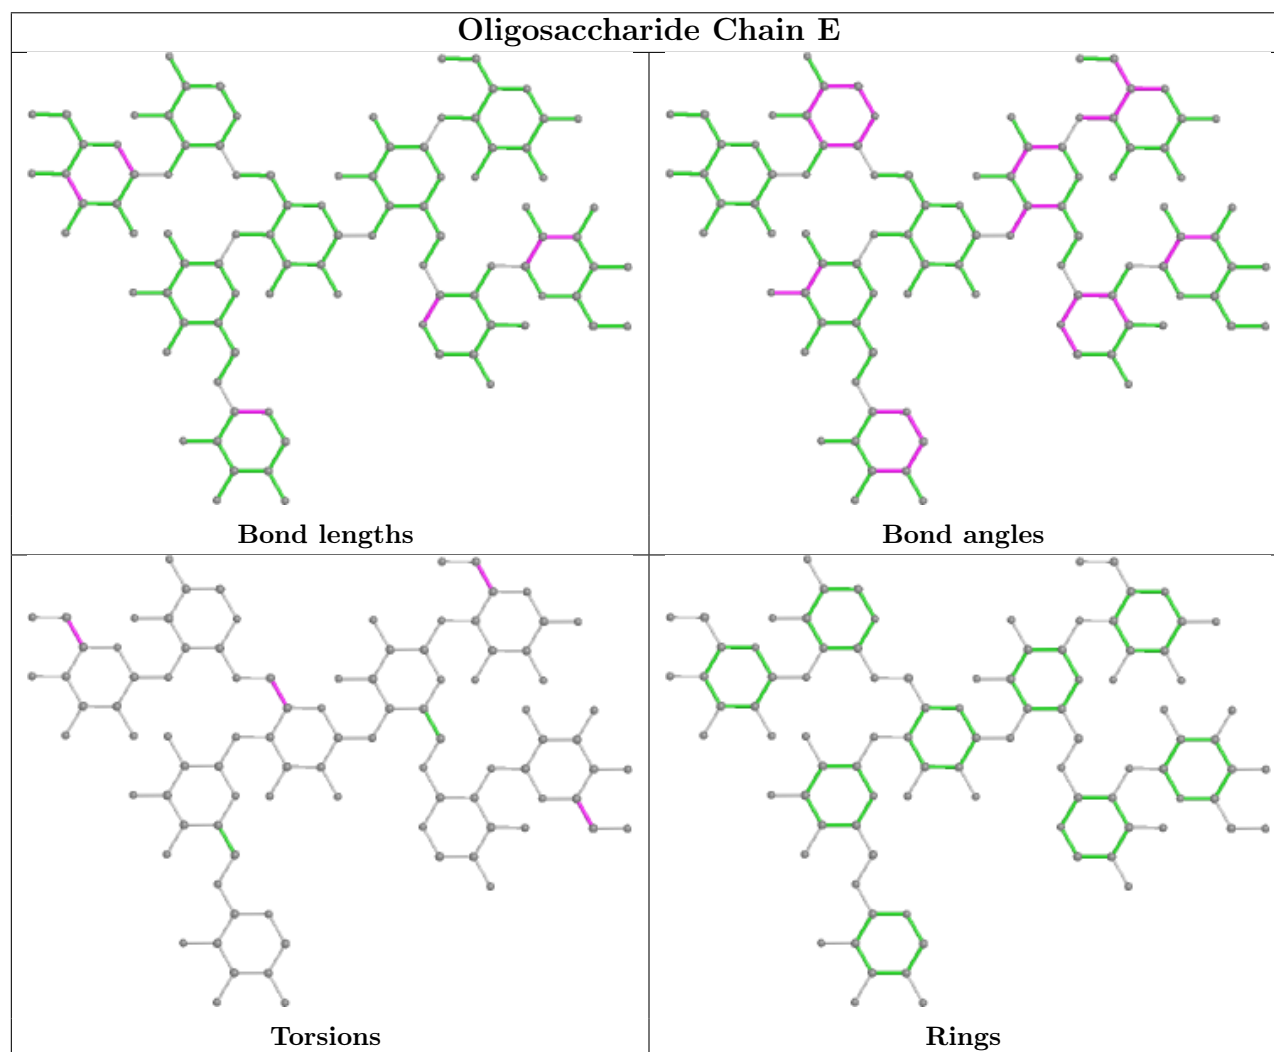 Oligosaccharide Chain E
Bond lengths
Bond angles
Torsions
Rings